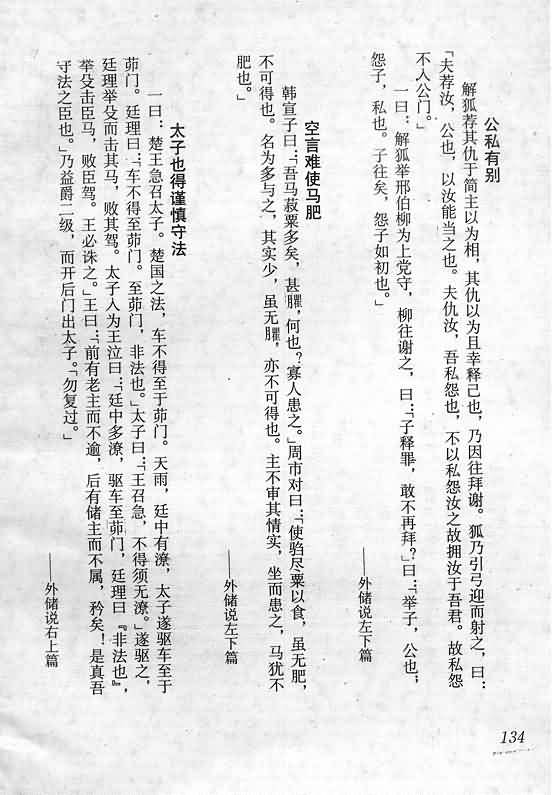 公私有别
解狐荐其仇于简主以为相，其仇以为且幸释己也，乃因往拜谢。狐乃引弓迎而射之，曰：
“夫荐汝，公也，以汝能当之也。夫仇汝，吾私怨也，不以私怨汝之故拥汝于吾君。故私怨
不入公门。”
一曰：解狐举邢伯柳为上党守，柳往谢之，曰：“子释罪，敢不再拜？”曰：“举子，公也；
怨子，私也。子往矣，怨子如初也。”
——外储说左下篇
空言难使马肥
韩宣子曰：“吾马菽粟多矣，甚臞，何也？寡人患之。”周市对曰：“使驺尽粟以食，虽无肥，
不可得也。名为多与之，其实少，虽无臞，亦不可得也。主不审其情实，坐而患之，马犹不
肥也。”
——外储说左下篇
太子也得谨慎守法
一曰：楚王急召太子。楚国之法，车不得至于茆门。天雨，廷中有潦，太子遂驱车至于
茆门。廷理曰：“车不得至茆门。至茆门，非法也。”太子曰：“王召急，不得须无潦。”遂驱之，
廷理举殳而击其马，败其驾。太子入为王泣曰：“廷中多潦，驱车至茆门，廷理曰『非法也』，
举殳击臣马，败臣驾。王必诛之。”王曰：“前有老主而不逾，后有储主而不属，矜矣！是真吾
守法之臣也。”乃益爵二级，而开后门出太子。“勿复过。”
——外储说右上篇
134